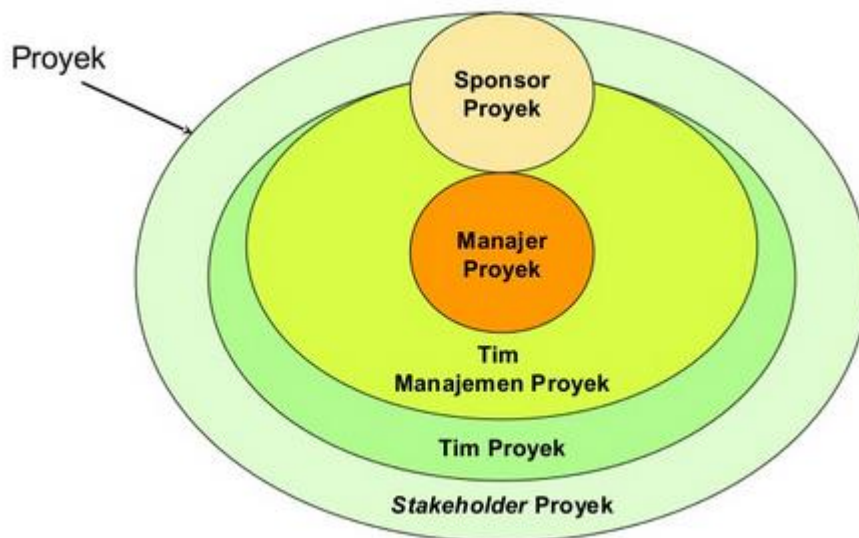 Proyek
Sponsor
Proyek
Manajer
Proyek
Tim
Manajemen Proyek
Tim Proyek
Stakeholder Proyek